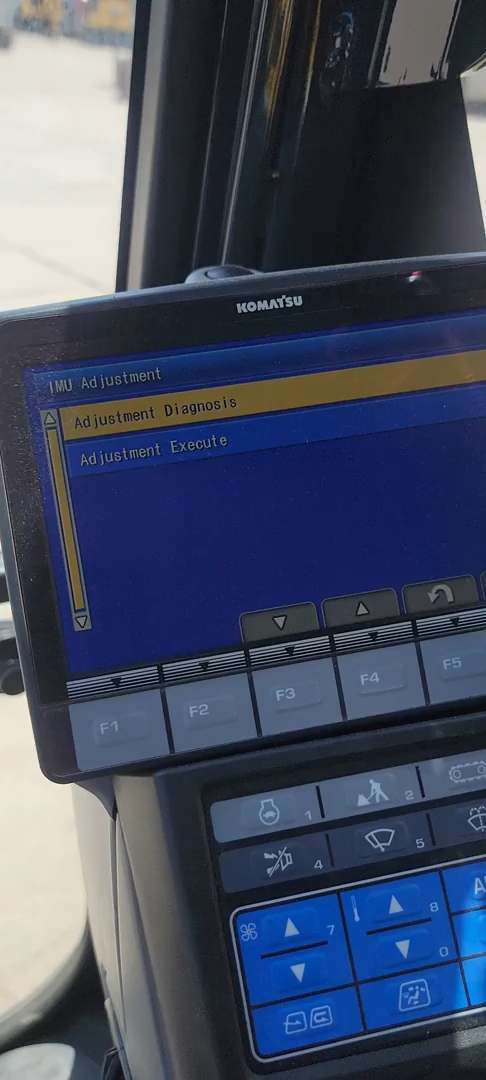 KOMATSU
IMU Adjustment
Adjustment Diagnosis
Adjustment Execute
F1
F2
F3
F4
F5
1
2
4
5
7
8
0